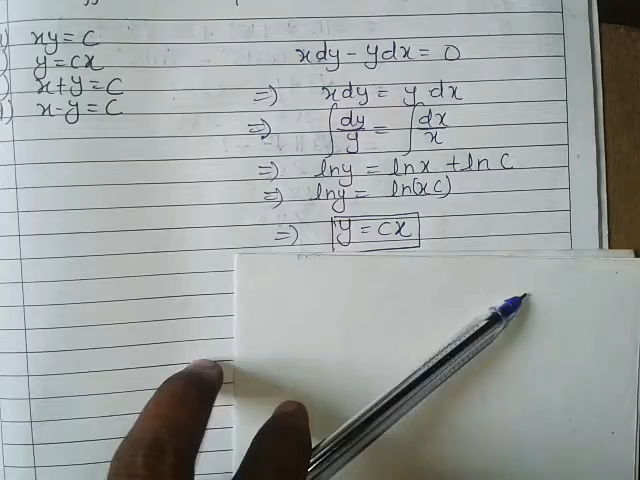 xy = C
y = cx
x + y = C
d) x - y = C
xdy - ydx = 0
=) xdy = y dx
=) ∫ dy/y = ∫ dx/x
=) lny = lnx + ln C
=) lny = ln(xC)
=) y = cx